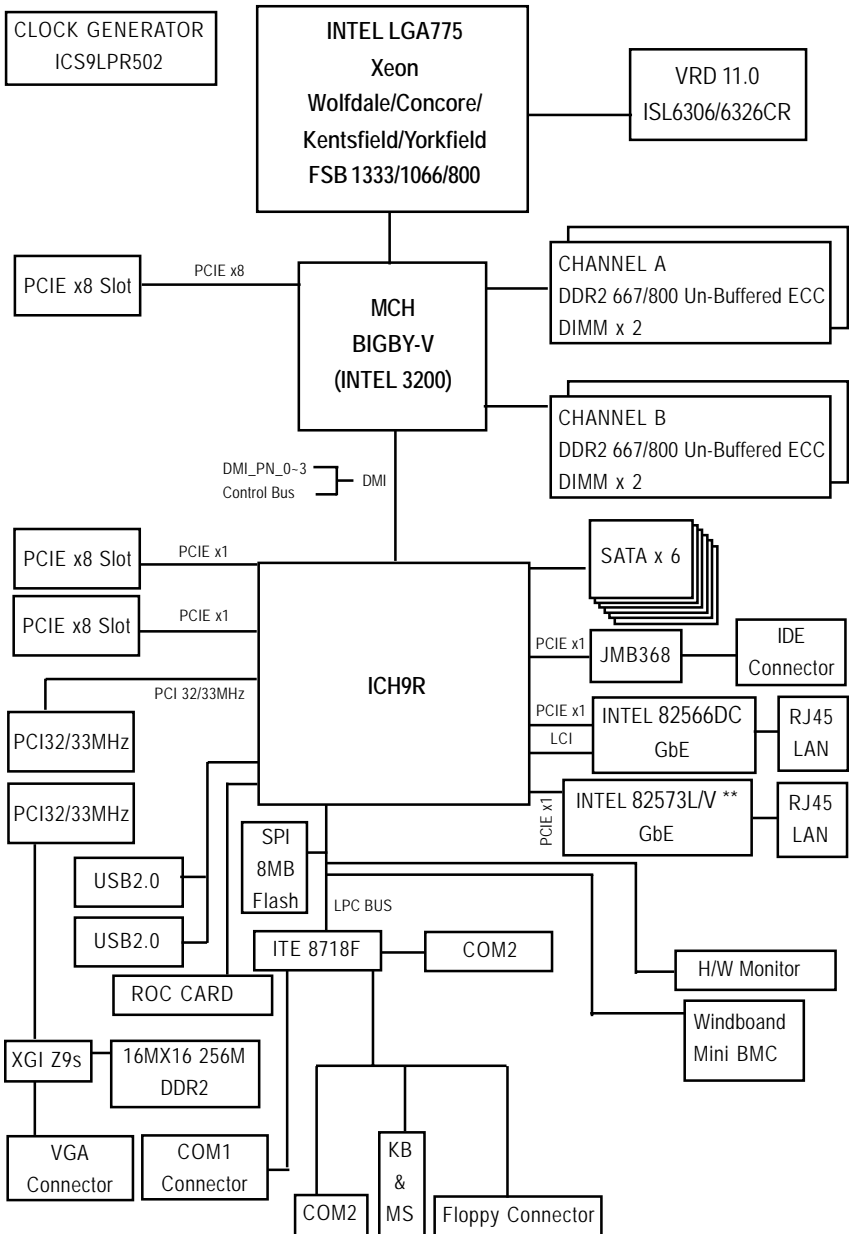 CLOCK GENERATOR
ICS9LPR502
INTEL LGA775
Xeon
Wolfdale/Concore/
Kentsfield/Yorkfield
FSB 1333/1066/800
VRD 11.0
ISL6306/6326CR
PCIE x8 Slot
PCIE x8
MCH
BIGBY-V
(INTEL 3200)
CHANNEL A
DDR2 667/800 Un-Buffered ECC
DIMM x 2
CHANNEL B
DDR2 667/800 Un-Buffered ECC
DIMM x 2
DMI_PN_0~3
Control Bus
DMI
PCIE x8 Slot
PCIE x1
PCIE x8 Slot
PCIE x1
PCI 32/33MHz
ICH9R
SATA x 6
PCIE x1
JMB368
IDE
Connector
PCIE x1
LCI
INTEL 82566DC
GbE
RJ45
LAN
PCIE x1
INTEL 82573L/V **
GbE
RJ45
LAN
PCI32/33MHz
PCI32/33MHz
SPI
8MB
Flash
LPC BUS
USB2.0
USB2.0
ITE 8718F
COM2
ROC CARD
H/W Monitor
Windboand
Mini BMC
XGI Z9s
16MX16 256M
DDR2
VGA
Connector
COM1
Connector
COM2
KB
&
MS
Floppy Connector